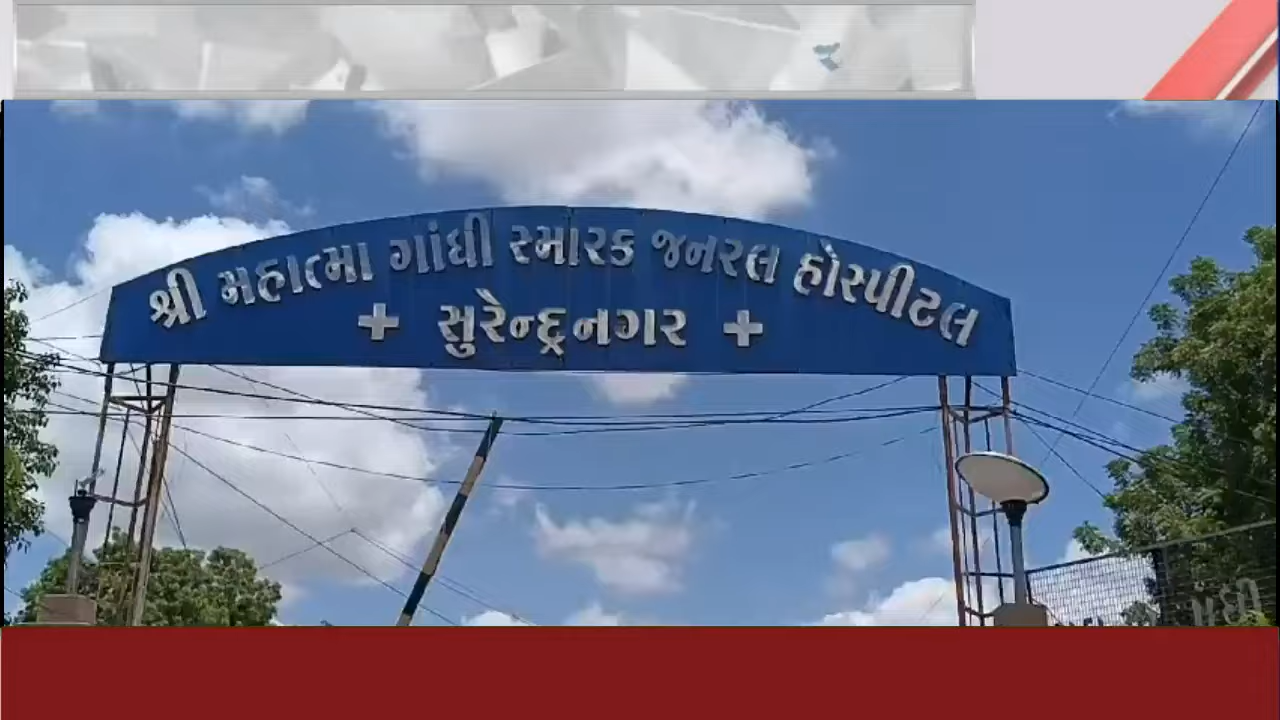 શ્રી મહાત્મા ગાંધી સ્મારક જનરલ હોસ્પીટલ
+ સુરેન્દ્રનગર +